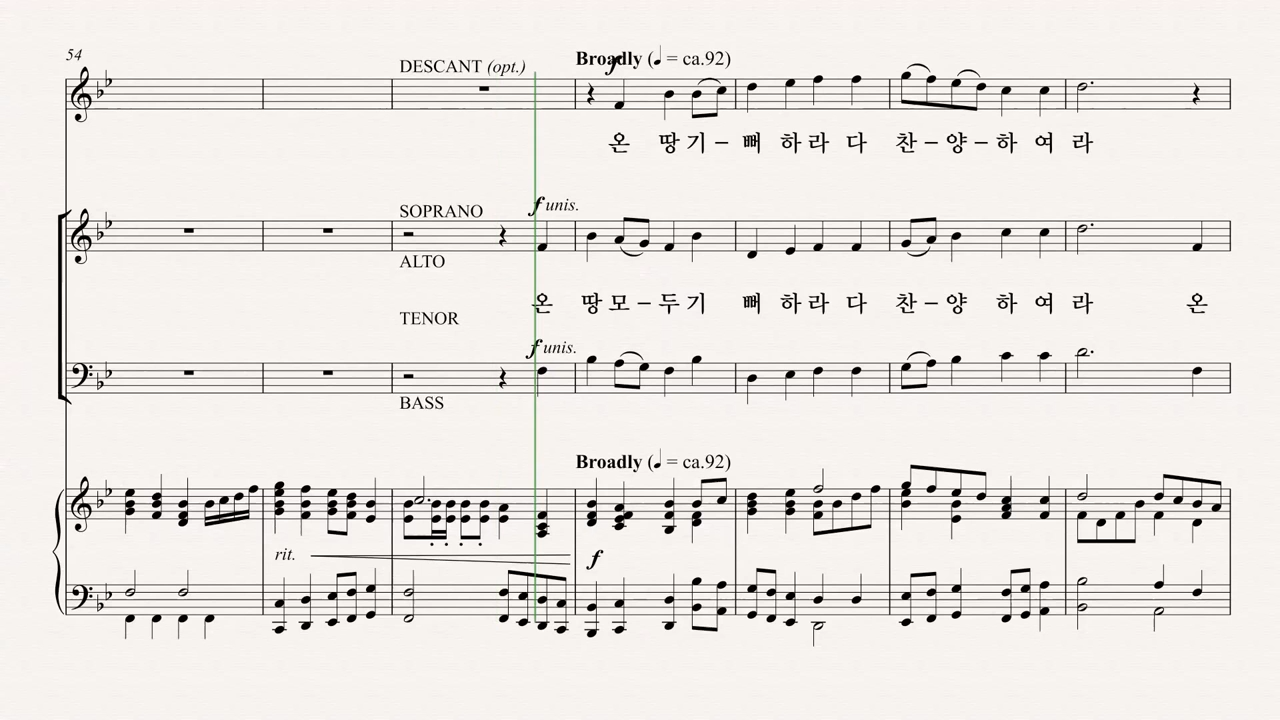 54
DESCANT (opt.)
Broadly (♩ = ca.92)
f
온 땅 기 – 뻐 하 라 다 찬 – 양 – 하 여 라
SOPRANO
f unis.
ALTO
온 땅 모 – 두 기 뻐 하 라 다 찬 – 양 하 여 라 온
TENOR
f unis.
BASS
Broadly (♩ = ca.92)
rit.
f